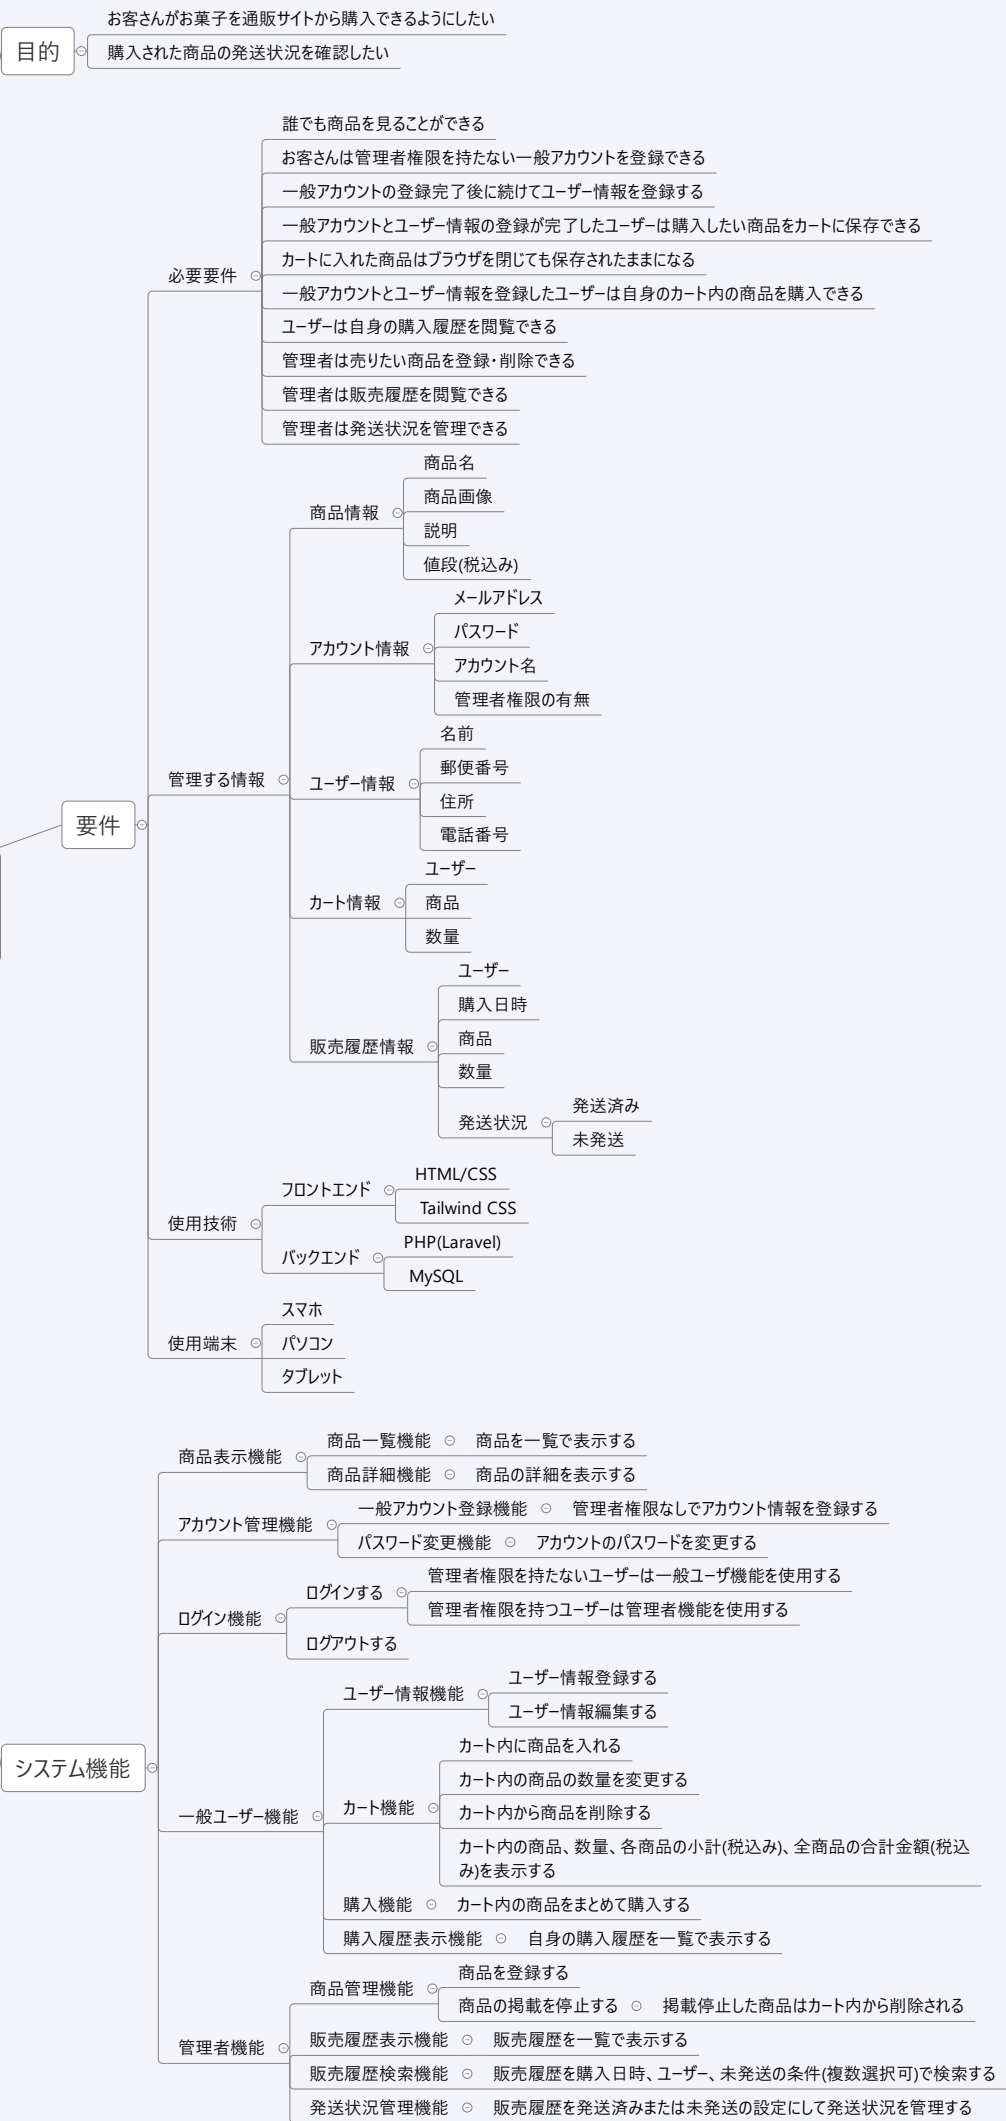 目的
お客さんがお菓子を通販サイトから購入できるようにしたい
購入された商品の発送状況を確認したい
要件
必要要件
誰でも商品を見ることができる
お客さんは管理者権限を持たない一般アカウントを登録できる
一般アカウントの登録完了後に続けてユーザー情報を登録する
一般アカウントとユーザー情報の登録が完了したユーザーは購入したい商品をカートに保存できる
カートに入れた商品はブラウザを閉じても保存されたままになる
一般アカウントとユーザー情報を登録したユーザーは自身のカート内の商品を購入できる
ユーザーは自身の購入履歴を閲覧できる
管理者は売りたい商品を登録・削除できる
管理者は販売履歴を閲覧できる
管理者は発送状況を管理できる
管理する情報
商品情報
商品名
商品画像
説明
値段(税込み)
アカウント情報
メールアドレス
パスワード
アカウント名
管理者権限の有無
ユーザー情報
名前
郵便番号
住所
電話番号
カート情報
ユーザー
商品
数量
販売履歴情報
ユーザー
購入日時
商品
数量
発送状況
発送済み
未発送
使用技術
フロントエンド
HTML/CSS
Tailwind CSS
バックエンド
PHP(Laravel)
MySQL
使用端末
スマホ
パソコン
タブレット
システム機能
商品表示機能
商品一覧機能
商品を一覧で表示する
商品詳細機能
商品の詳細を表示する
アカウント管理機能
一般アカウント登録機能
管理者権限なしでアカウント情報を登録する
パスワード変更機能
アカウントのパスワードを変更する
ログイン機能
ログインする
管理者権限を持たないユーザーは一般ユーザ機能を使用する
管理者権限を持つユーザーは管理者機能を使用する
ログアウトする
一般ユーザー機能
ユーザー情報機能
ユーザー情報登録する
ユーザー情報編集する
カート機能
カート内に商品を入れる
カート内の商品の数量を変更する
カート内から商品を削除する
カート内の商品、数量、各商品の小計(税込み)、全商品の合計金額(税込
み)を表示する
購入機能
カート内の商品をまとめて購入する
購入履歴表示機能
自身の購入履歴を一覧で表示する
管理者機能
商品管理機能
商品を登録する
商品の掲載を停止する
掲載停止した商品はカート内から削除される
販売履歴表示機能
販売履歴を一覧で表示する
販売履歴検索機能
販売履歴を購入日時、ユーザー、未発送の条件(複数選択可)で検索する
発送状況管理機能
販売履歴を発送済みまたは未発送の設定にして発送状況を管理する